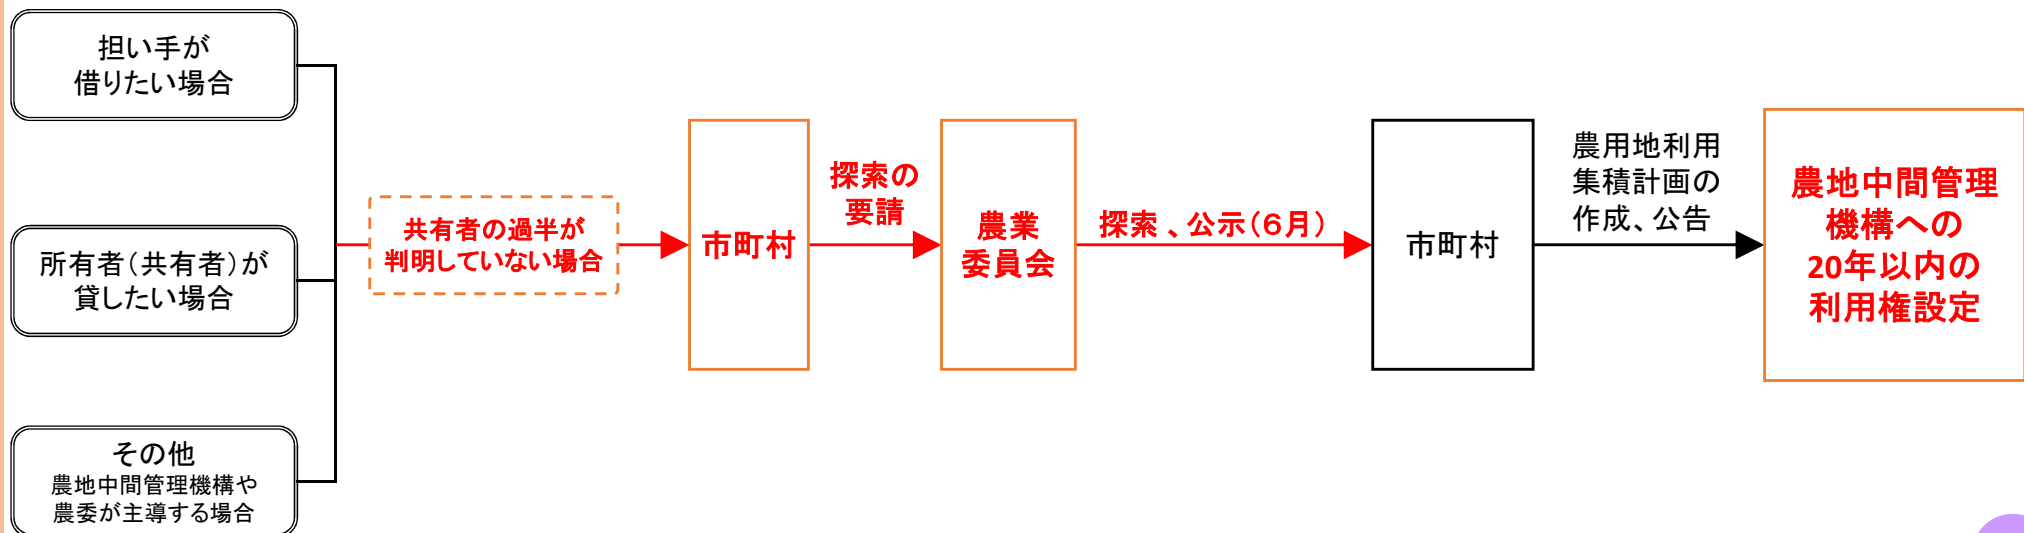 担い手が
借りたい場合
所有者（共有者）が
貸したい場合
その他
農地中間管理機構や
農委が主導する場合
共有者の過半が
判明していない場合
市町村
探索の
要請
農業
委員会
探索 、公示（６月）
市町村
農用地利用
集積計画の
作成、公告
農地中間管理
機構への
20年以内の
利用権設定